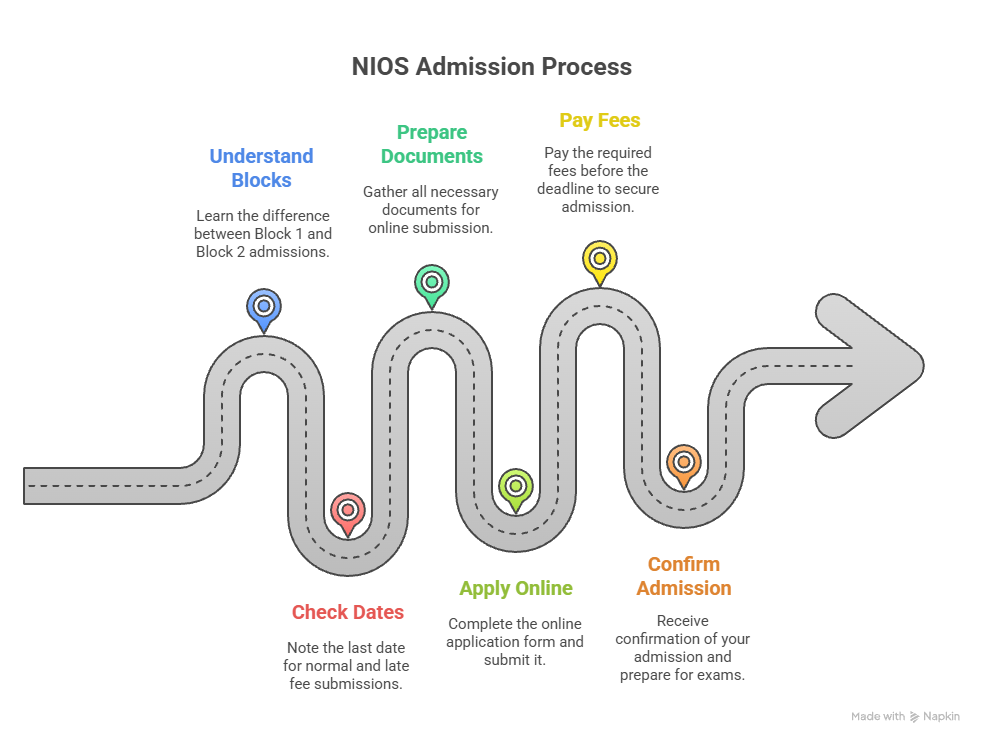 NIOS Admission Process
Understand
Blocks
Learn the difference
between Block 1 and
Block 2 admissions.
Check Dates
Note the last date
for normal and late
fee submissions.
Prepare
Documents
Gather all necessary
documents for
online submission.
Apply Online
Complete the online
application form and
submit it.
Pay Fees
Pay the required
fees before the
deadline to secure
admission.
Confirm
Admission
Receive
confirmation of your
admission and
prepare for exams.
Made with Napkin